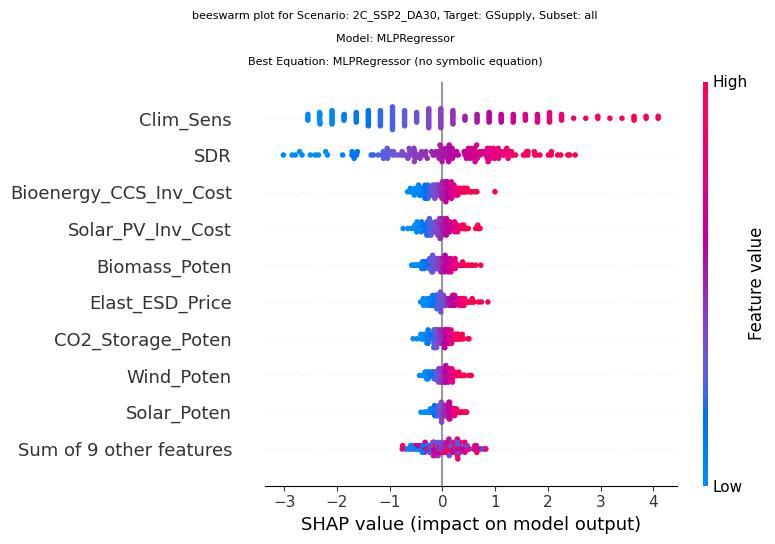 beeswarm plot for Scenario: 2C_SSP2_DA30, Target: GSupply, Subset: all
Model: MLPRegressor
Best Equation: MLPRegressor (no symbolic equation)
High
Clim_Sens
SDR
Bioenergy_CCS_Inv_Cost
Solar_PV_Inv_Cost
Biomass_Poten
Elast_ESD_Price
CO2_Storage_Poten
Wind_Poten
Solar_Poten
Sum of 9 other features
Feature value
Low
−3 −2 −1 0 1 2 3 4
SHAP value (impact on model output)